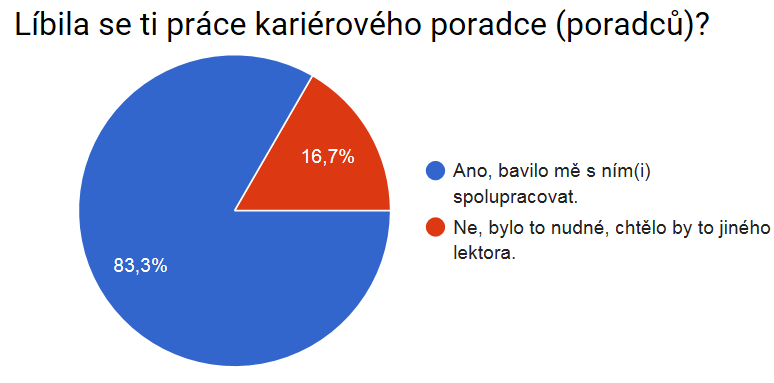 Líbila se ti práce kariérového poradce (poradců)?
16,7%
83,3%
Ano, bavilo mě s ním(i)
spolupracovat.
Ne, bylo to nudné, chtělo by to jiného
lektora.